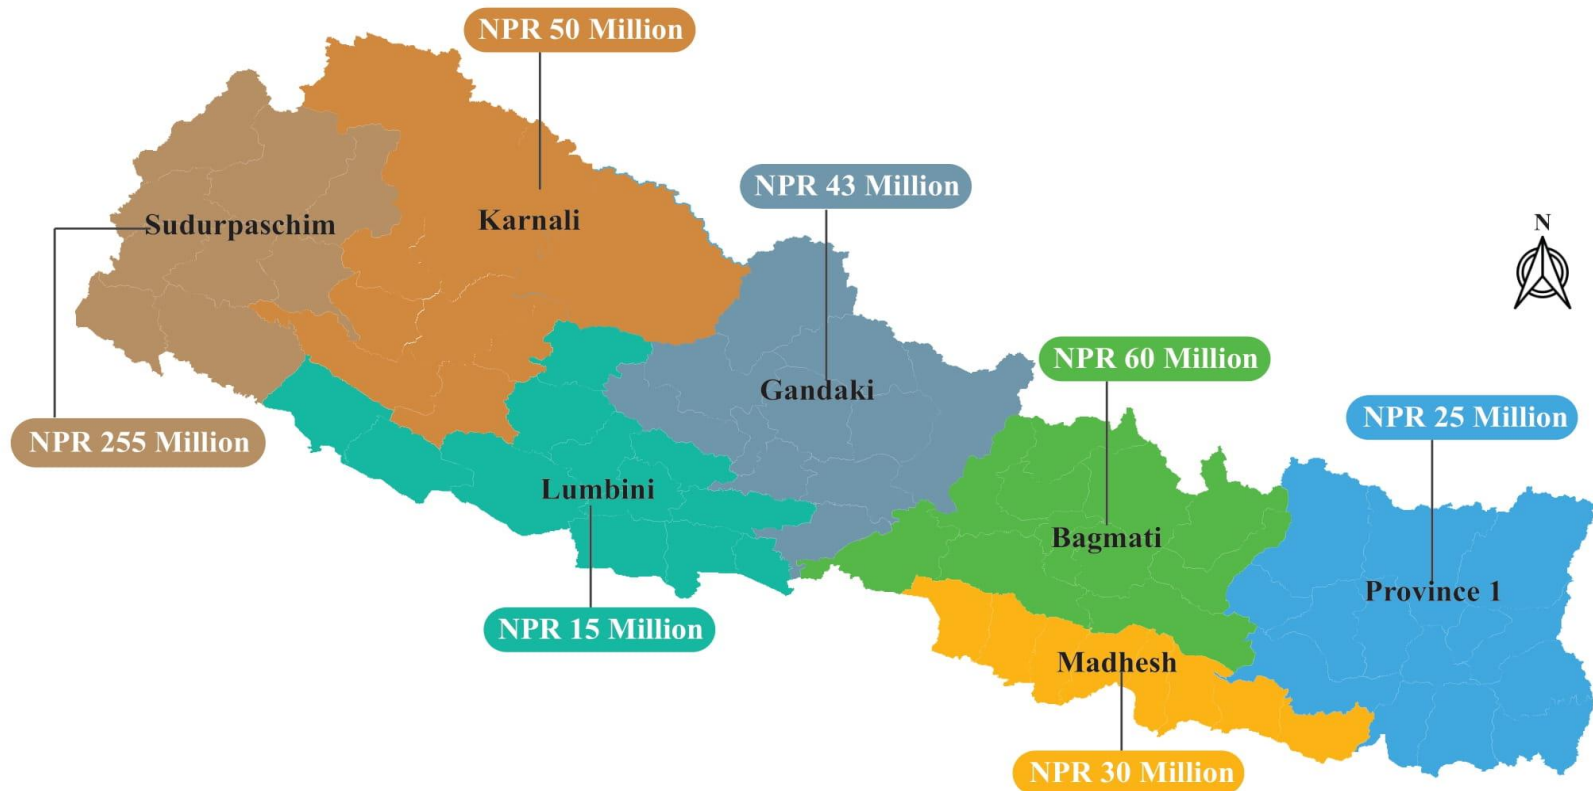 NPR 50 Million
NPR 43 Million
N
Sudurpaschim
Karnali
NPR 60 Million
Gandaki
NPR 25 Million
NPR 255 Million
Lumbini
Bagmati
Province 1
NPR 15 Million
Madhesh
NPR 30 Million